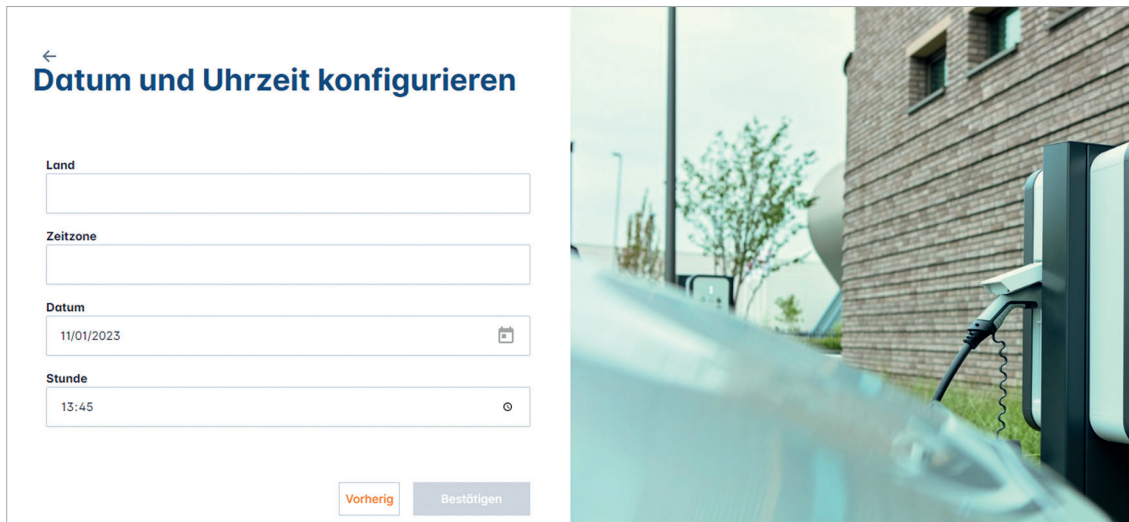 Datum und Uhrzeit konfigurieren
Land
Zeitzone
Datum
11/01/2023
Stunde
13:45
Vorherig
Bestätigen